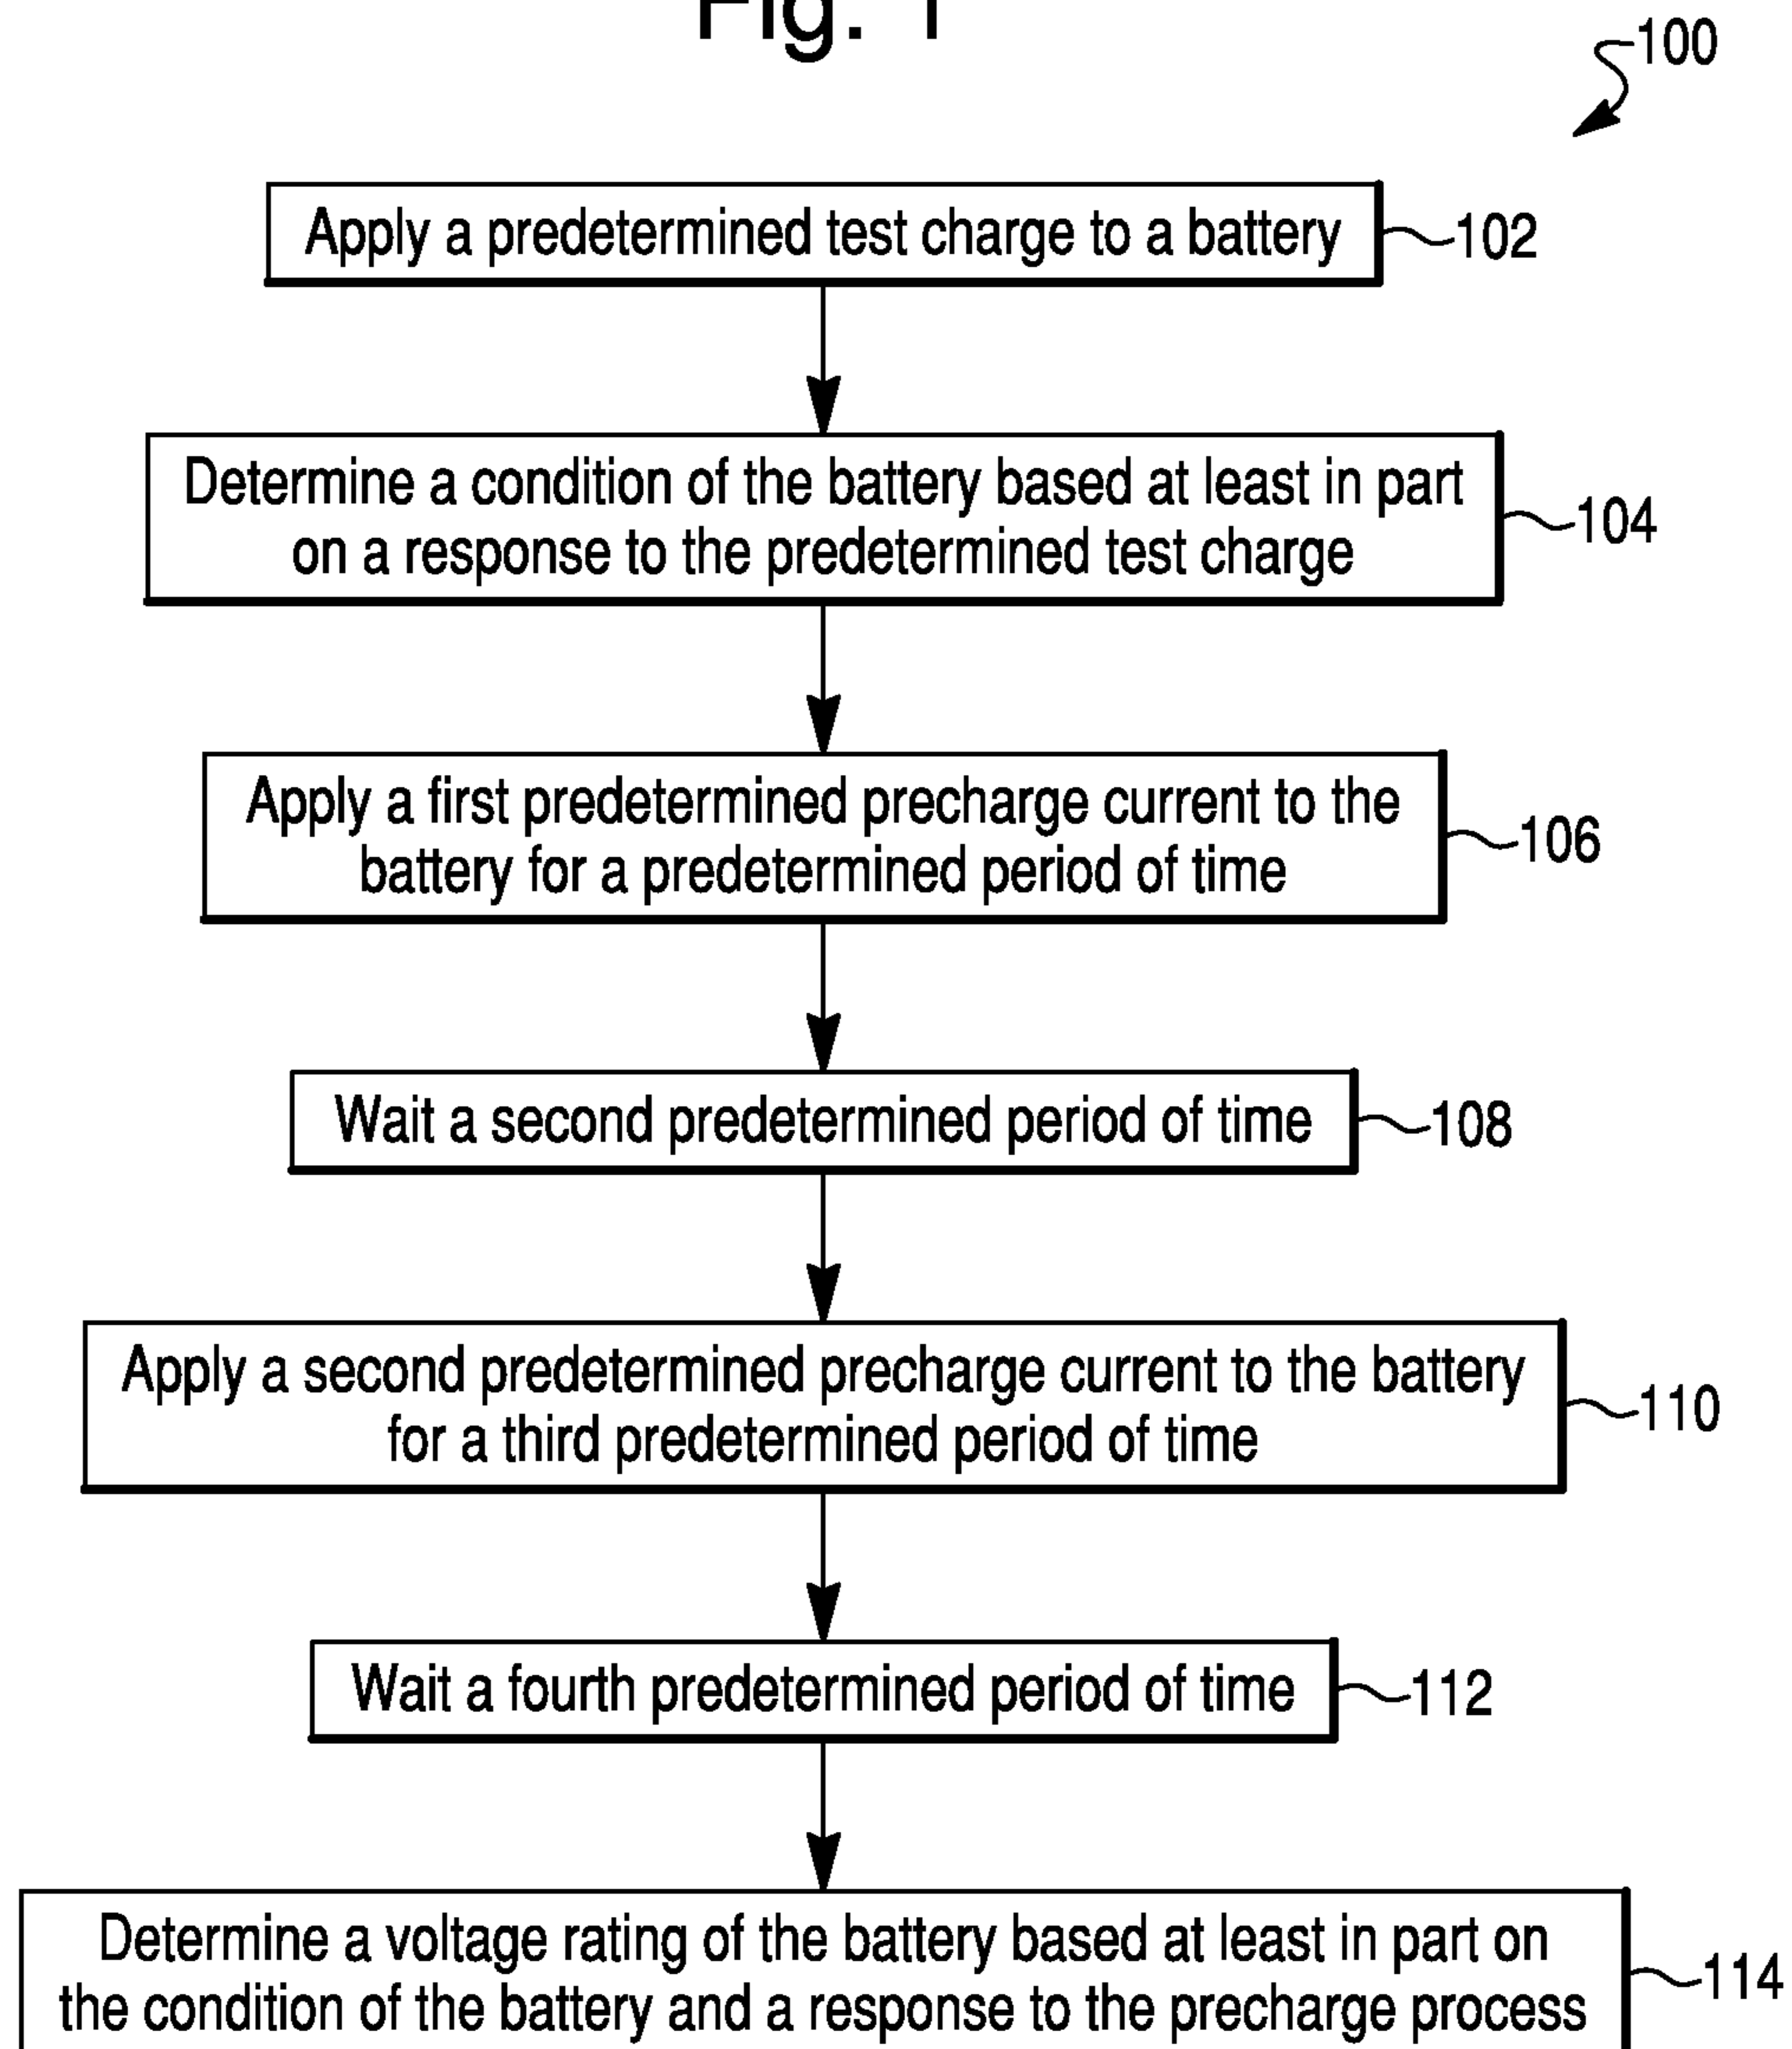 Fig. 1
100
Apply a predetermined test charge to a battery
102
Determine a condition of the battery based at least in part
on a response to the predetermined test charge
104
Apply a first predetermined precharge current to the
battery for a predetermined period of time
106
Wait a second predetermined period of time
108
Apply a second predetermined precharge current to the battery
for a third predetermined period of time
110
Wait a fourth predetermined period of time
112
Determine a voltage rating of the battery based at least in part on
the condition of the battery and a response to the precharge process
114